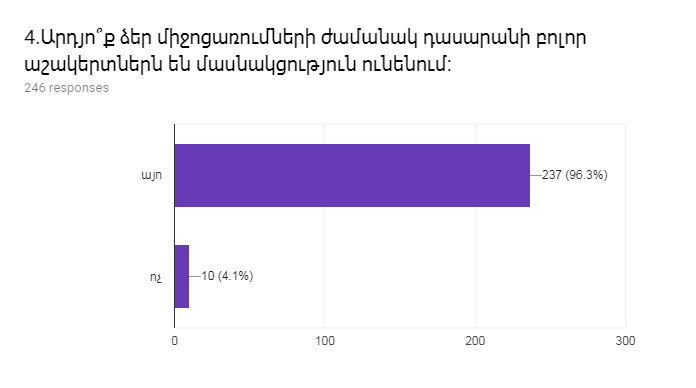 4.Արդյո՞ք ձեր միջոցառումների ժամանակ դասարանի բոլոր
աշակերտներն են մասնակցություն ունենում:
246 responses
այո
237 (96.3%)
ոչ
10 (4.1%)
0
100
200
300